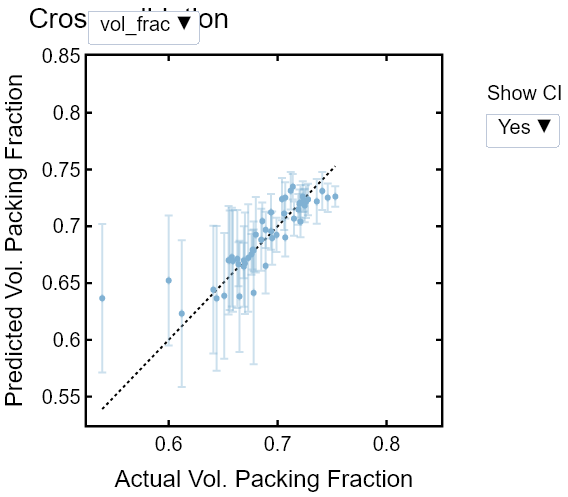 vol_frac ▼
0.85
0.8
0.75
0.7
0.65
0.6
0.55
Predicted Vol. Packing Fraction
0.6 0.7 0.8
Actual Vol. Packing Fraction
Show CI
Yes ▼